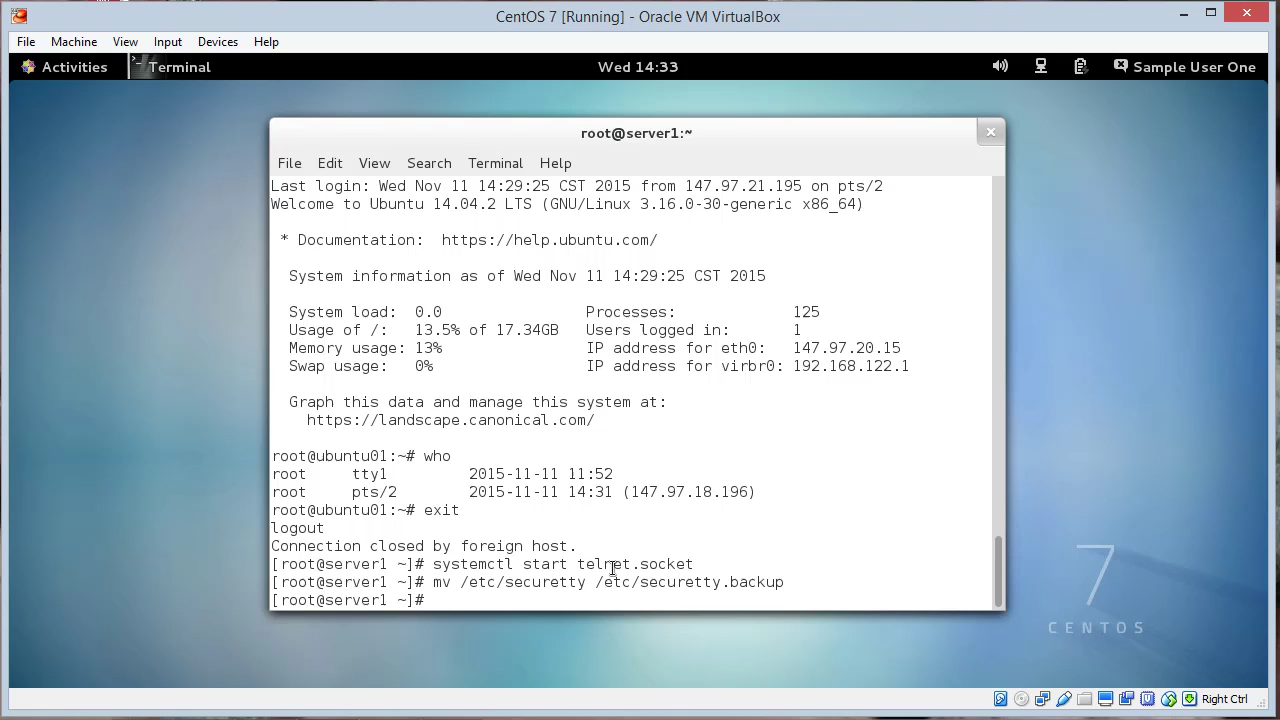 CentOS 7 [Running] - Oracle VM VirtualBox
File Machine View Input Devices Help
Activities Terminal Wed 14:33 Sample User One
root@server1:~
File Edit View Search Terminal Help
Last login: Wed Nov 11 14:29:25 CST 2015 from 147.97.21.195 on pts/2
Welcome to Ubuntu 14.04.2 LTS (GNU/Linux 3.16.0-30-generic x86_64)
* Documentation: https://help.ubuntu.com/
System information as of Wed Nov 11 14:29:25 CST 2015
System load: 0.0 Processes: 125
Usage of /: 13.5% of 17.34GB Users logged in: 1
Memory usage: 13% IP address for eth0: 147.97.20.15
Swap usage: 0% IP address for virbr0: 192.168.122.1
Graph this data and manage this system at:
https://landscape.canonical.com/
root@ubuntu01:~# who
root tty1 2015-11-11 11:52
root pts/2 2015-11-11 14:31 (147.97.18.196)
root@ubuntu01:~# exit
logout
Connection closed by foreign host.
[root@server1 ~]# systemctl start telnet.socket
[root@server1 ~]# mv /etc/securetty /etc/securetty.backup
[root@server1 ~]#
7
CENTOS
Right Ctrl